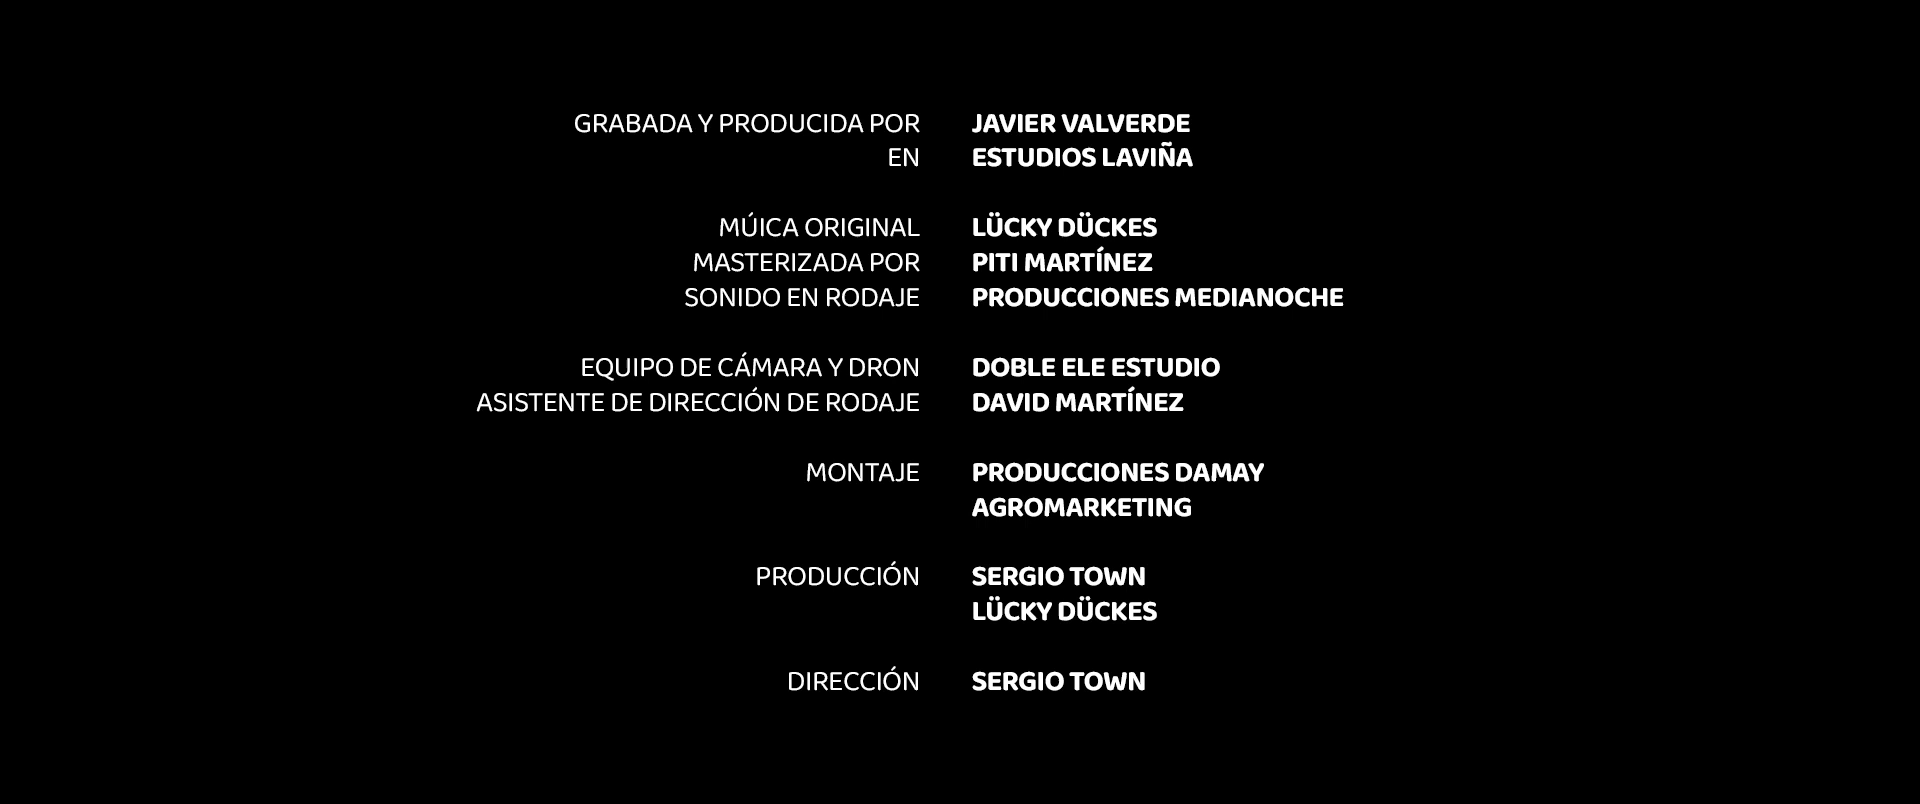 GRABADA Y PRODUCIDA POR JAVIER VALVERDE
EN ESTUDIOS LAVIÑA
MÚICA ORIGINAL LÜCKY DÜCKES
MASTERIZADA POR PITI MARTÍNEZ
SONIDO EN RODAJE PRODUCCIONES MEDIANOCHE
EQUIPO DE CÁMARA Y DRON DOBLE ELE ESTUDIO
ASISTENTE DE DIRECCIÓN DE RODAJE DAVID MARTÍNEZ
MONTAJE PRODUCCIONES DAMAY
AGROMARKETING
PRODUCCIÓN SERGIO TOWN
LÜCKY DÜCKES
DIRECCIÓN SERGIO TOWN